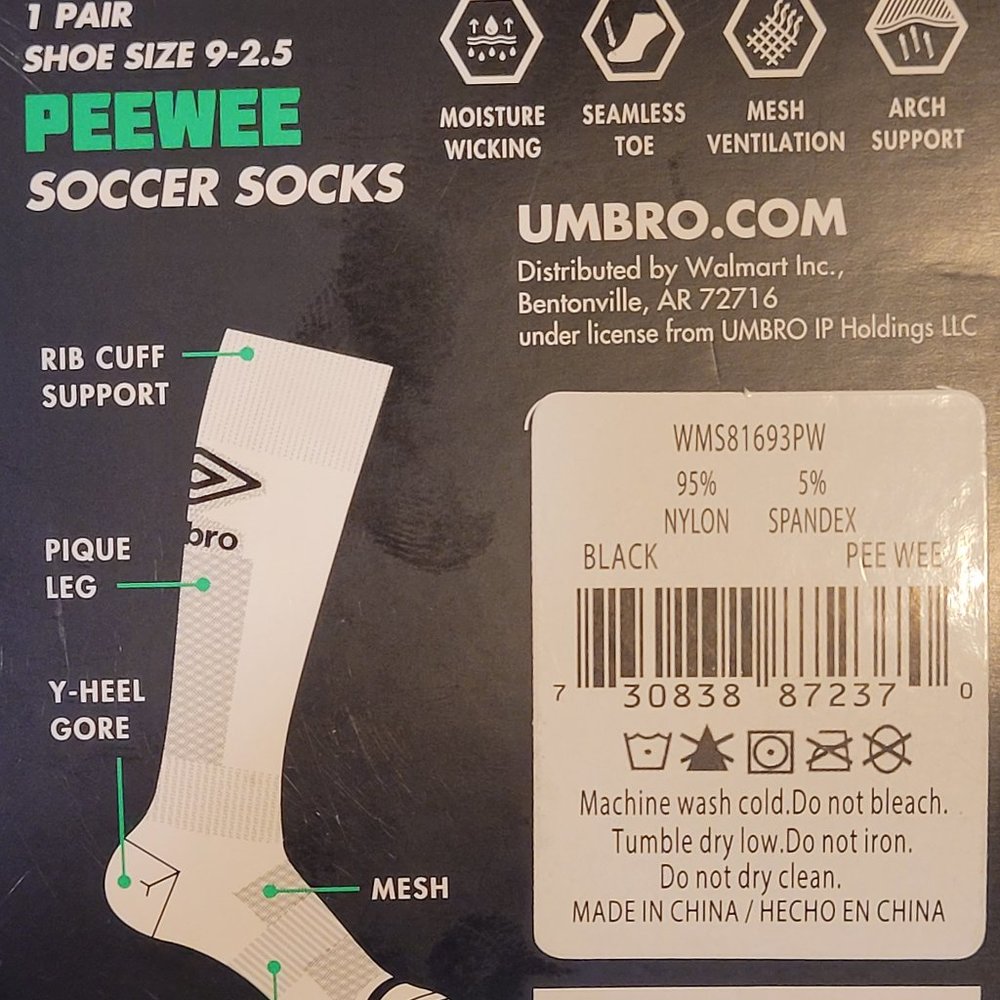 1 PAIR
SHOE SIZE 9-2.5
PEEWEE
SOCCER SOCKS
MOISTURE
WICKING
SEAMLESS
TOE
MESH
VENTILATION
ARCH
SUPPORT
UMBRO.COM
Distributed by Walmart Inc.,
Bentonville, AR 72716
under license from UMBRO IP Holdings LLC
RIB CUFF
SUPPORT
bro
PIQUE
LEG
Y-HEEL
GORE
MESH
WMS81693PW
95% 5%
NYLON SPANDEX
BLACK PEE WEE
7 30838 87237 0
Machine wash cold.Do not bleach.
Tumble dry low.Do not iron.
Do not dry clean.
MADE IN CHINA / HECHO EN CHINA